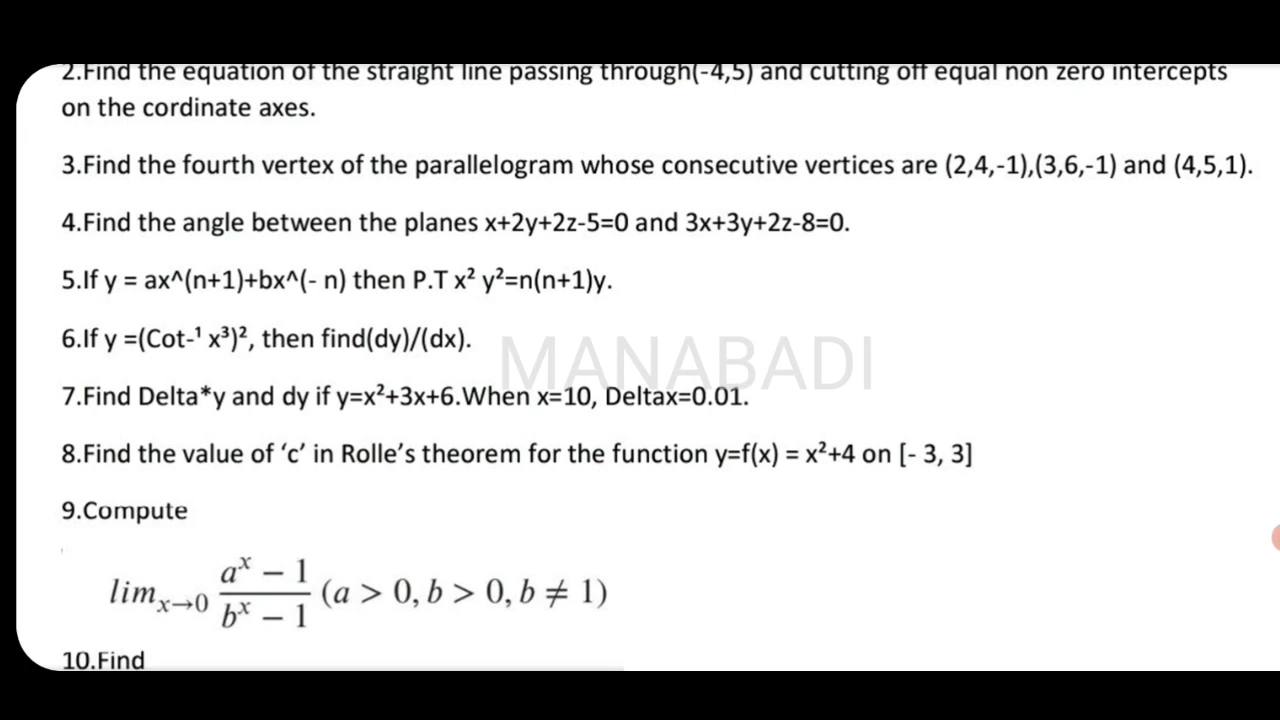 2.Find the equation of the straight line passing through(-4,5) and cutting off equal non zero intercepts
on the cordinate axes.
3.Find the fourth vertex of the parallelogram whose consecutive vertices are (2,4,-1),(3,6,-1) and (4,5,1).
4.Find the angle between the planes x+2y+2z-5=0 and 3x+3y+2z-8=0.
5.If y = ax^(n+1)+bx^(- n) then P.T x² y²=n(n+1)y.
6.If y =(Cot-¹ x³)², then find(dy)/(dx).
MANABADI
7.Find Delta*y and dy if y=x²+3x+6.When x=10, Deltax=0.01.
8.Find the value of ‘c’ in Rolle’s theorem for the function y=f(x) = x²+4 on [- 3, 3]
9.Compute
lim x→0 (aˣ − 1)/(bˣ − 1) (a > 0, b > 0, b ≠ 1)
10.Find